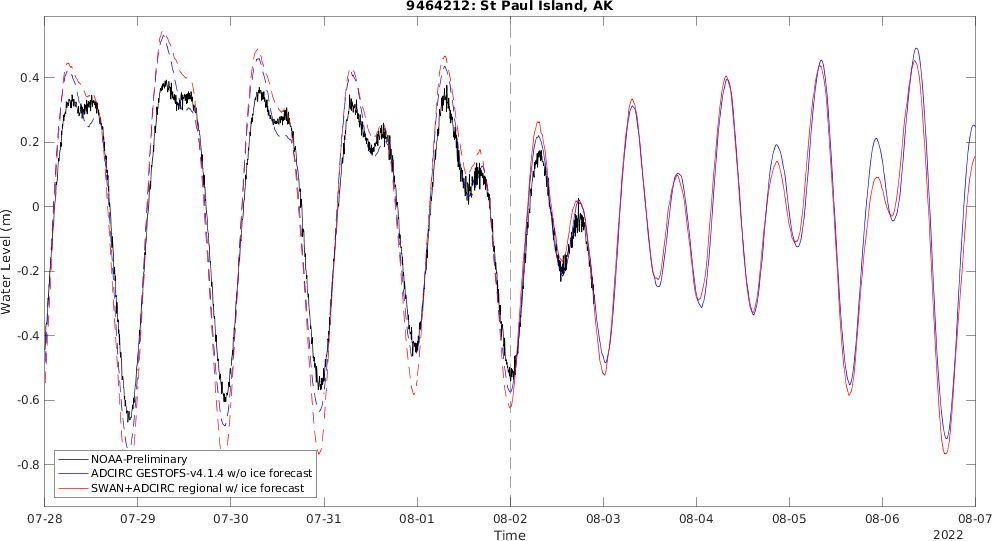 9464212: St Paul Island, AK
Water Level (m)
0.4
0.2
0
-0.2
-0.4
-0.6
-0.8
NOAA-Preliminary
ADCIRC GESTOFS-v4.1.4 w/o ice forecast
SWAN+ADCIRC regional w/ ice forecast
07-28 07-29 07-30 07-31 08-01 08-02 08-03 08-04 08-05 08-06 08-07
Time
2022